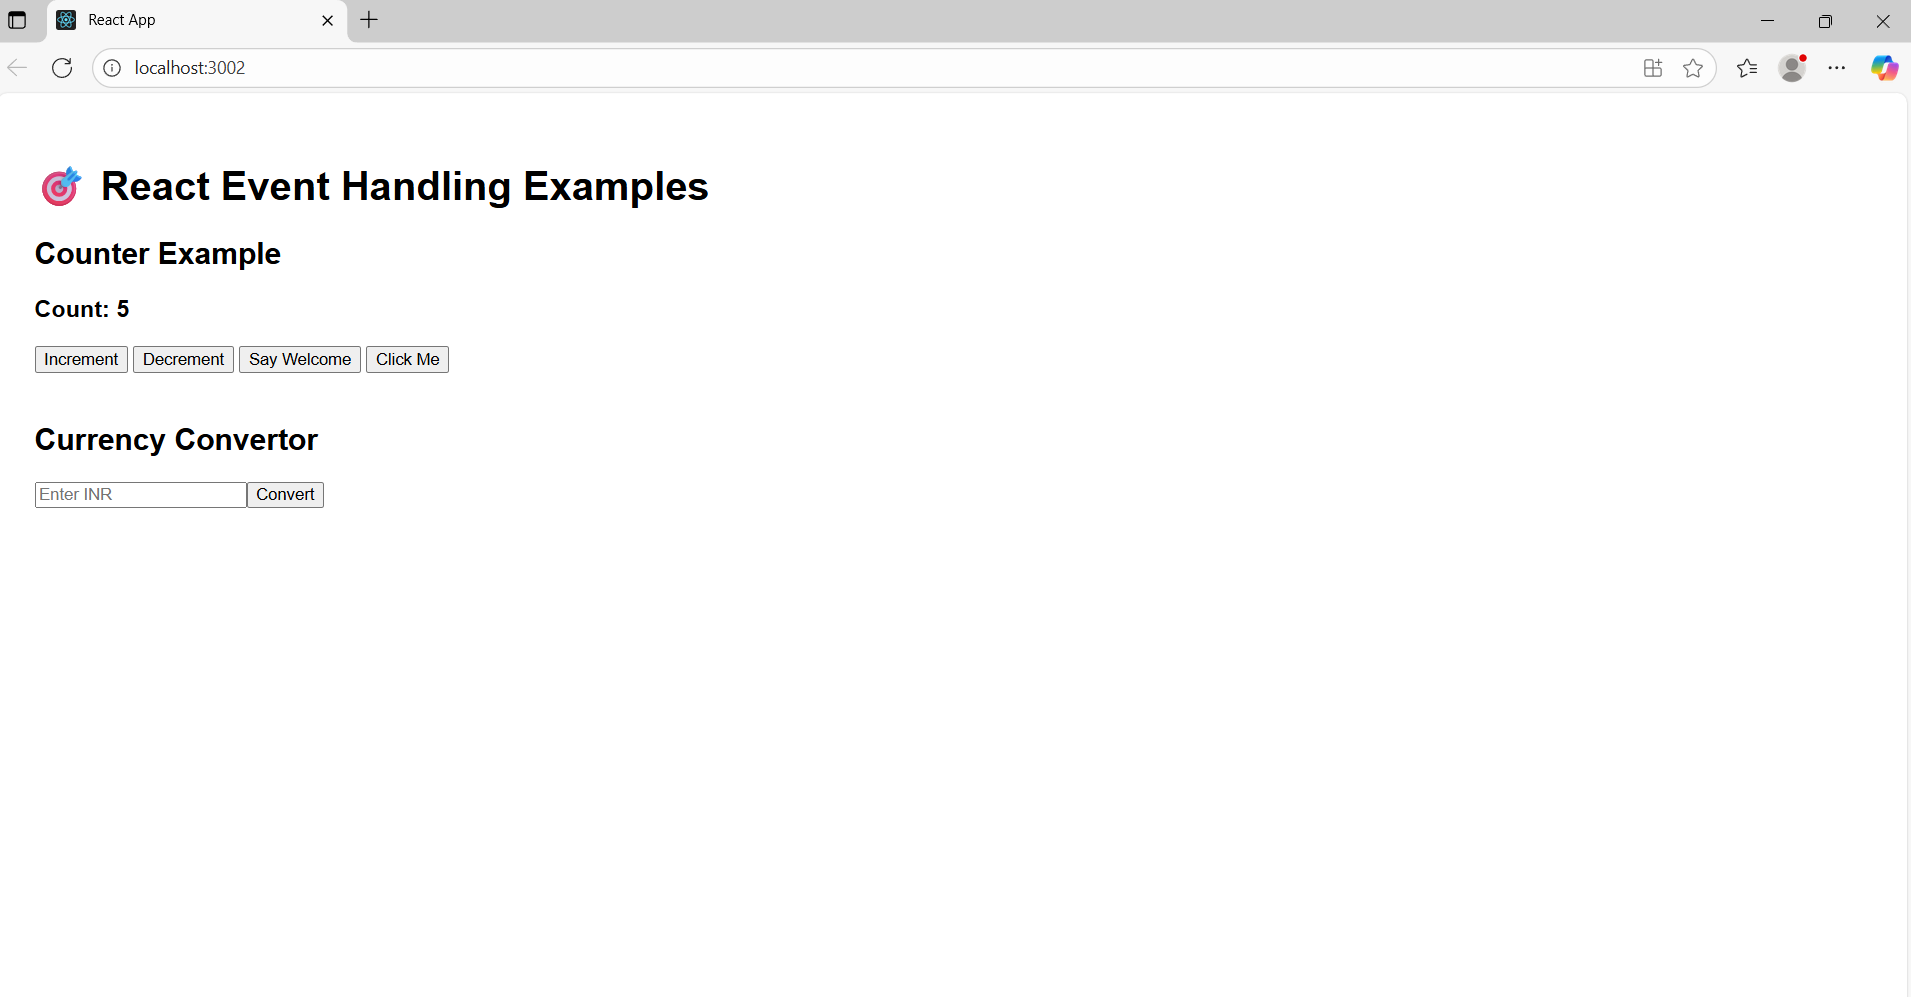 React App
localhost:3002
🎯 React Event Handling Examples
Counter Example
Count: 5
Increment Decrement Say Welcome Click Me
Currency Convertor
Enter INR Convert